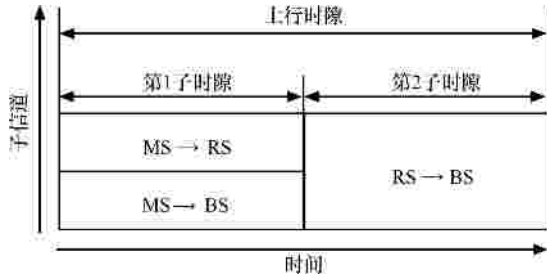 上行时隙
第1子时隙
第2子时隙
子信道
MS → RS
RS → BS
MS → BS
时间